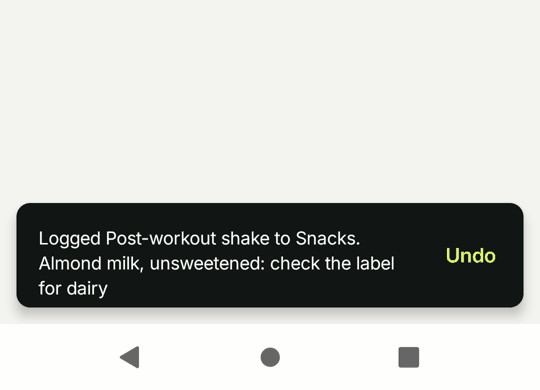 Logged Post-workout shake to Snacks.
Almond milk, unsweetened: check the label
for dairy
Undo